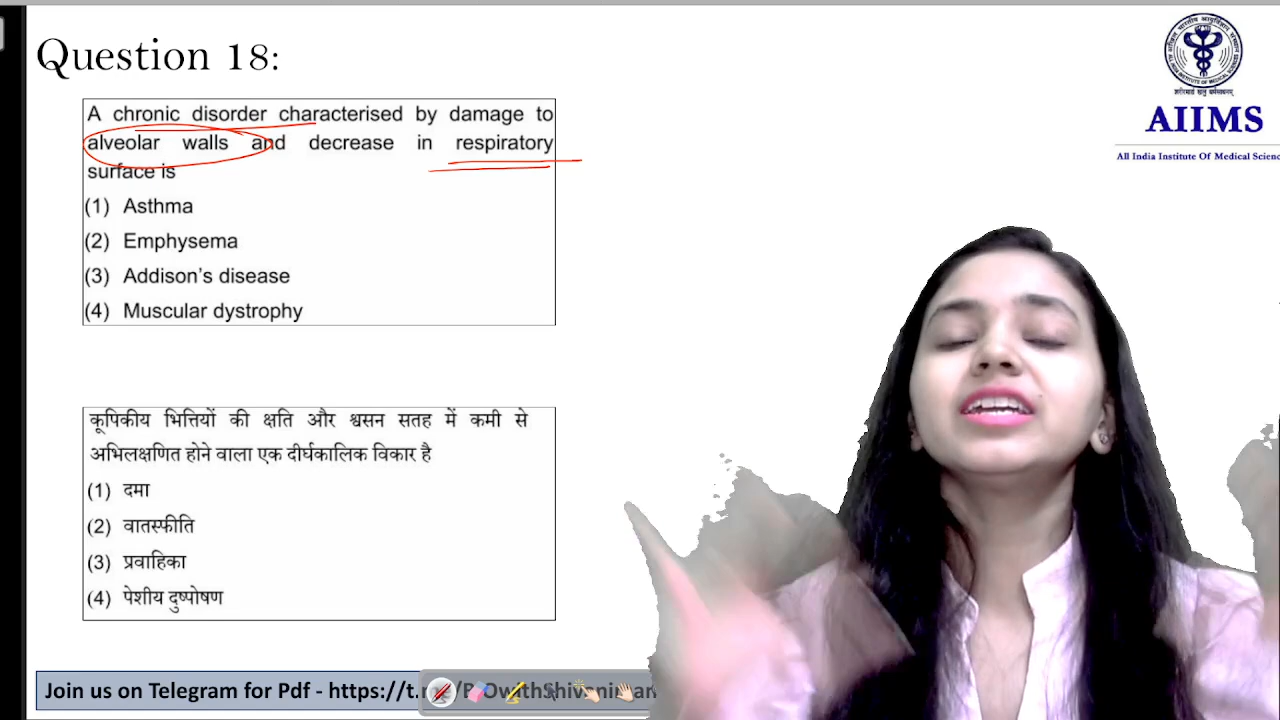 Question 18:
A chronic disorder characterised by damage to
alveolar walls and decrease in respiratory
surface is
(1) Asthma
(2) Emphysema
(3) Addison's disease
(4) Muscular dystrophy
कूपिकीय भित्तियों की क्षति और श्वसन सतह में कमी से
अभिलक्षणित होने वाला एक दीर्घकालिक विकार है
(1) दमा
(2) वातस्फीति
(3) प्रवाहिका
(4) पेशीय दुष्पोषण
Join us on Telegram for Pdf - https://t.
AIIMS
All India Institute Of Medical Scienc